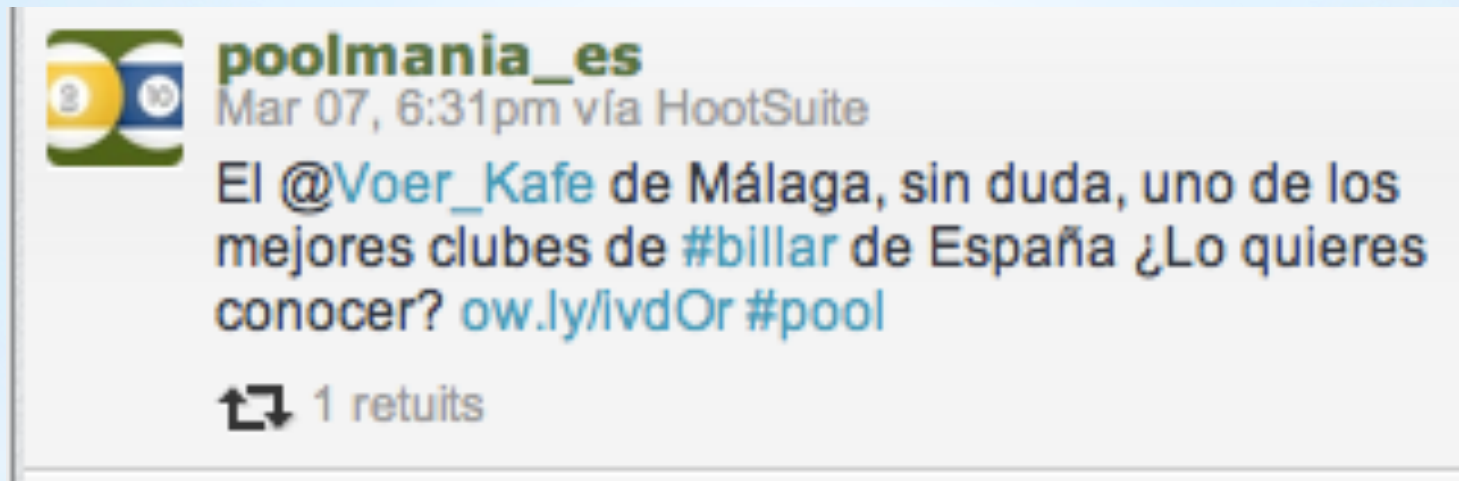 poolmania_es
Mar 07, 6:31pm vía HootSuite
El @Voer_Kafe de Málaga, sin duda, uno de los
mejores clubes de #billar de España ¿Lo quieres
conocer? ow.ly/ivdOr #pool
1 retuits